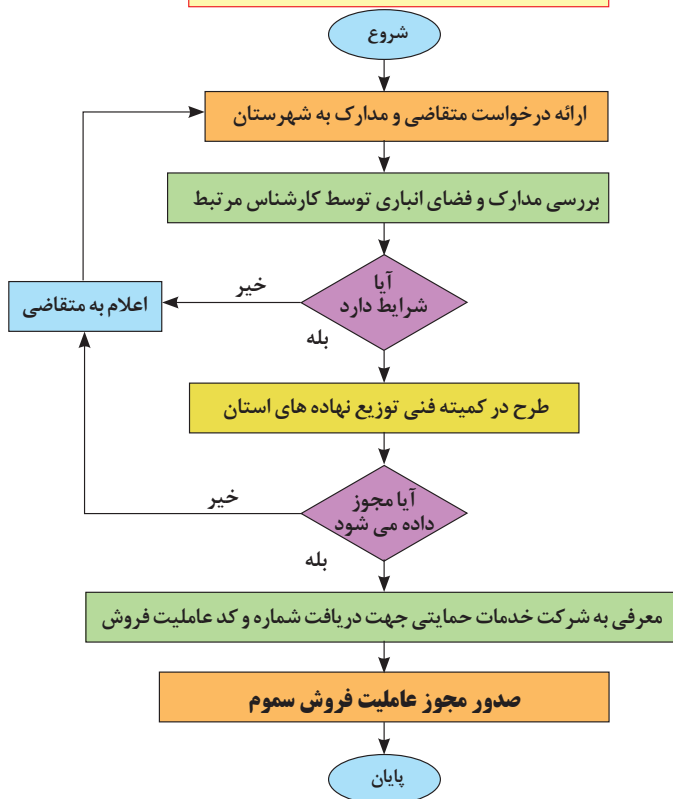 شروع
ارائه درخواست متقاضی و مدارک به شهرستان
بررسی مدارک و فضای انباری توسط کارشناس مرتبط
آیا
شرایط دارد
خیر
اعلام به متقاضی
بله
طرح در کمیته فنی توزیع نهاده های استان
آیا مجوز
داده می شود
خیر
بله
معرفی به شرکت خدمات حمایتی جهت دریافت شماره و کد عاملیت فروش
صدور مجوز عاملیت فروش سموم
پایان